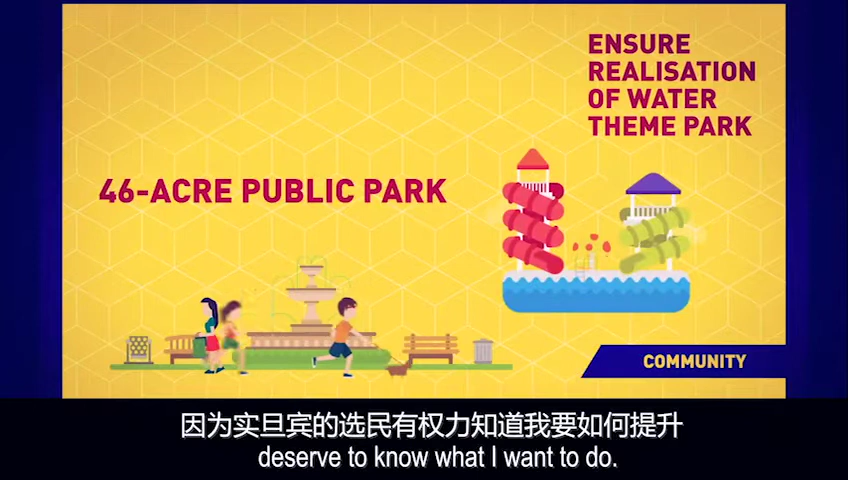 ENSURE
REALISATION
OF WATER
THEME PARK
46-ACRE PUBLIC PARK
COMMUNITY
因为实旦宾的选民有权力知道我要如何提升
deserve to know what I want to do.